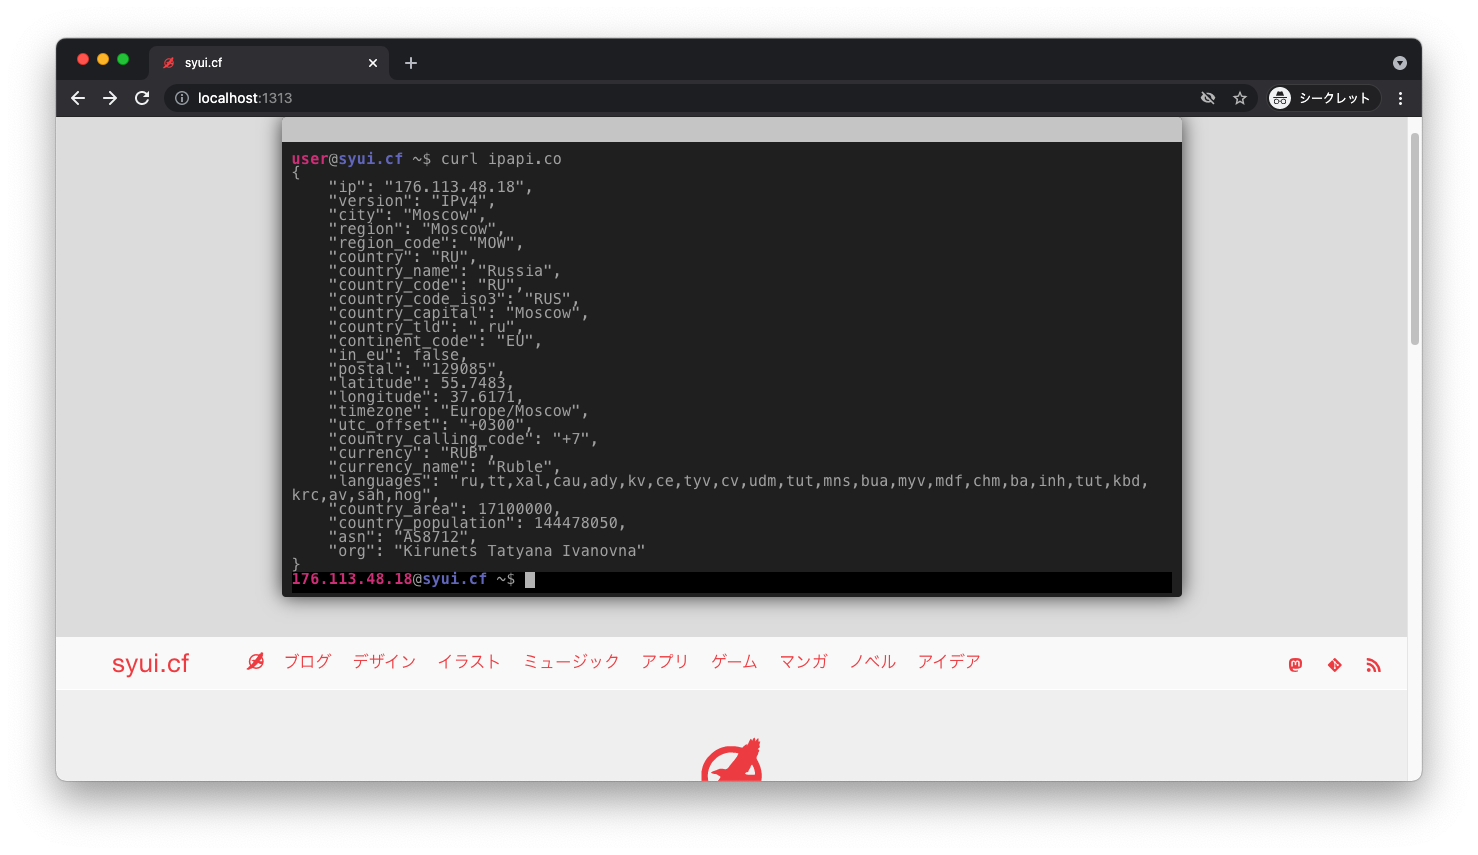 syui.cf
localhost:1313
シークレット
user@syui.cf ~$ curl ipapi.co
{
    "ip": "176.113.48.18",
    "version": "IPv4",
    "city": "Moscow",
    "region": "Moscow",
    "region_code": "MOW",
    "country": "RU",
    "country_name": "Russia",
    "country_code": "RU",
    "country_code_iso3": "RUS",
    "country_capital": "Moscow",
    "country_tld": ".ru",
    "continent_code": "EU",
    "in_eu": false,
    "postal": "129085",
    "latitude": 55.7483,
    "longitude": 37.6171,
    "timezone": "Europe/Moscow",
    "utc_offset": "+0300",
    "country_calling_code": "+7",
    "currency": "RUB",
    "currency_name": "Ruble",
    "languages": "ru,tt,xal,cau,ady,kv,ce,tyv,cv,udm,tut,mns,bua,myv,mdf,chm,ba,inh,tut,kbd,
krc,av,sah,nog",
    "country_area": 17100000,
    "country_population": 144478050,
    "asn": "AS8712",
    "org": "Kirunets Tatyana Ivanovna"
}
176.113.48.18@syui.cf ~$
syui.cf ブログ デザイン イラスト ミュージック アプリ ゲーム マンガ ノベル アイデア